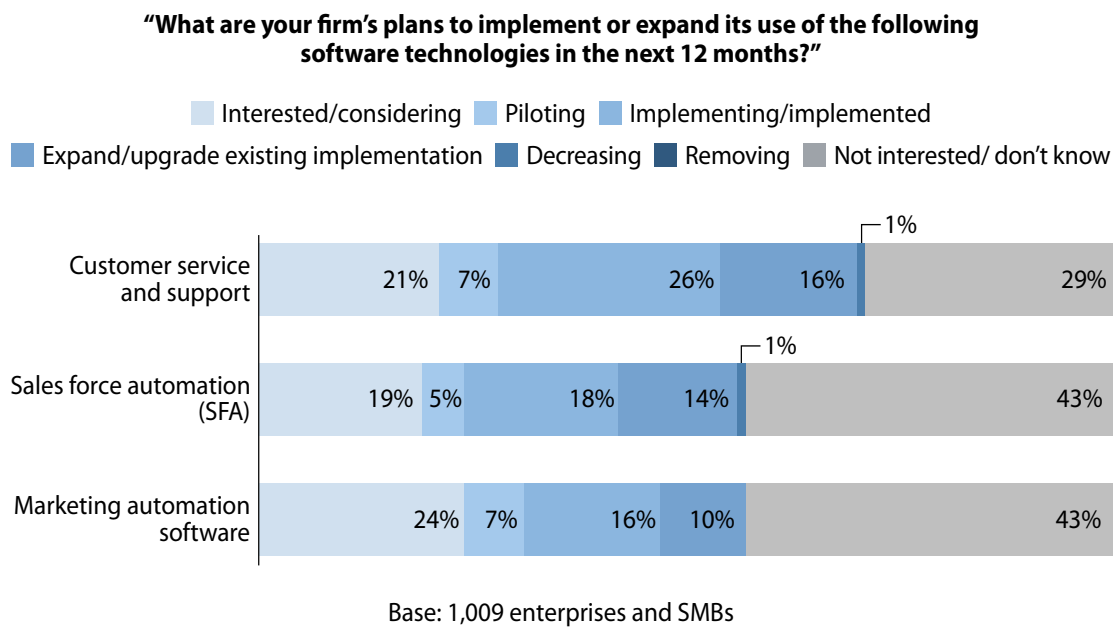 “What are your firm’s plans to implement or expand its use of the following
software technologies in the next 12 months?”
Interested/considering Piloting Implementing/implemented
Expand/upgrade existing implementation Decreasing Removing Not interested/ don’t know
1%
Customer service
and support
21% 7% 26% 16% 29%
1%
Sales force automation
(SFA)
19% 5% 18% 14% 43%
Marketing automation
software
24% 7% 16% 10% 43%
Base: 1,009 enterprises and SMBs